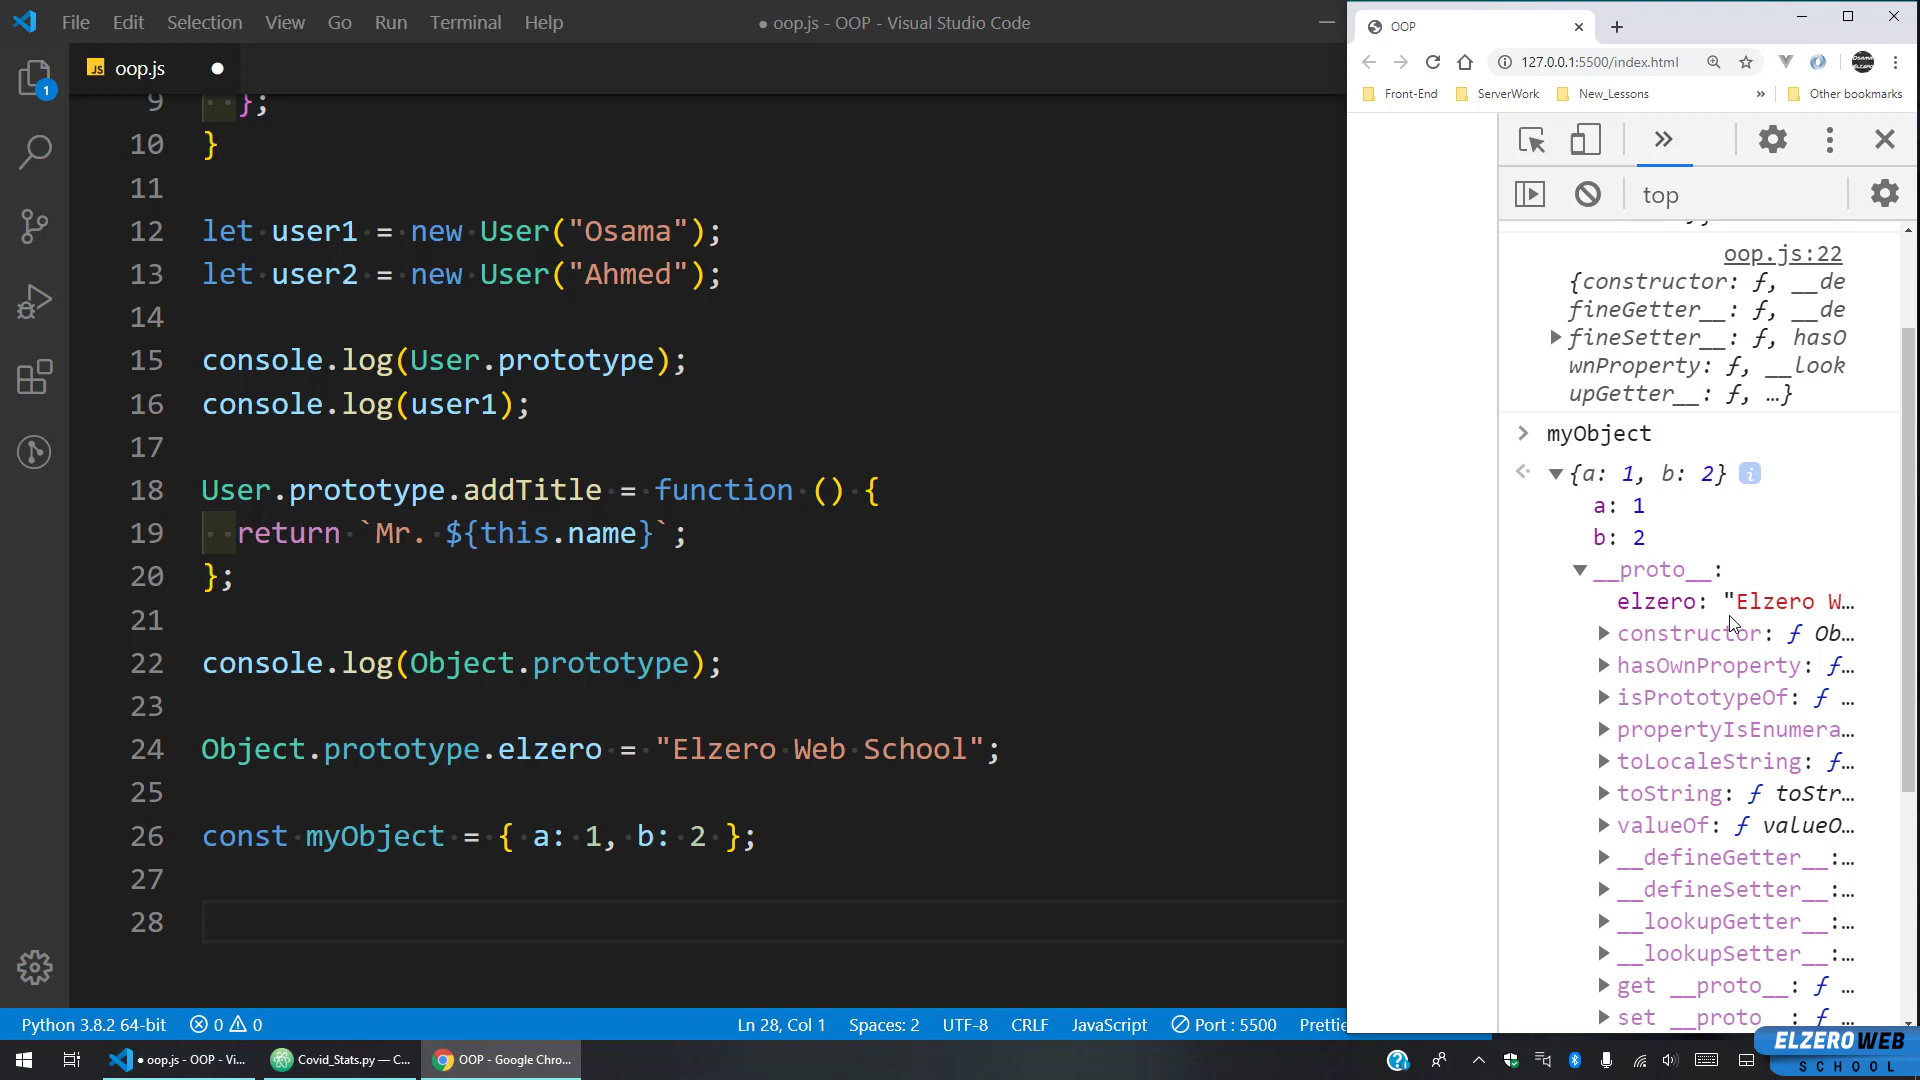 File Edit Selection View Go Run Terminal Help
● oop.js - OOP - Visual Studio Code
JS oop.js ●
9 };
10 }
11
12 let user1 = new User("Osama");
13 let user2 = new User("Ahmed");
14
15 console.log(User.prototype);
16 console.log(user1);
17
18 User.prototype.addTitle = function () {
19 return `Mr. ${this.name}`;
20 };
21
22 console.log(Object.prototype);
23
24 Object.prototype.elzero = "Elzero Web School";
25
26 const myObject = { a: 1, b: 2 };
27
28
1
Python 3.8.2 64-bit 0 0 Ln 28, Col 1 Spaces: 2 UTF-8 CRLF JavaScript Port : 5500 Prettie
OOP
127.0.0.1:5500/index.html
Front-End ServerWork New_Lessons » Other bookmarks
top
oop.js:22
{constructor: ƒ, __de
fineGetter__: ƒ, __de
fineSetter__: ƒ, hasO
wnProperty: ƒ, __look
upGetter__: ƒ, …}
myObject
{a: 1, b: 2} i
a: 1
b: 2
__proto__:
elzero: "Elzero W…
constructor: ƒ Ob…
hasOwnProperty: ƒ…
isPrototypeOf: ƒ …
propertyIsEnumera…
toLocaleString: ƒ…
toString: ƒ toStr…
valueOf: ƒ valueO…
__defineGetter__:…
__defineSetter__:…
__lookupGetter__:…
__lookupSetter__:…
get __proto__: ƒ …
set __proto__: ƒ …
● oop.js - OOP - Vi... Covid_Stats.py — C... OOP - Google Chro...
ELZEROWEB
SCHOOL